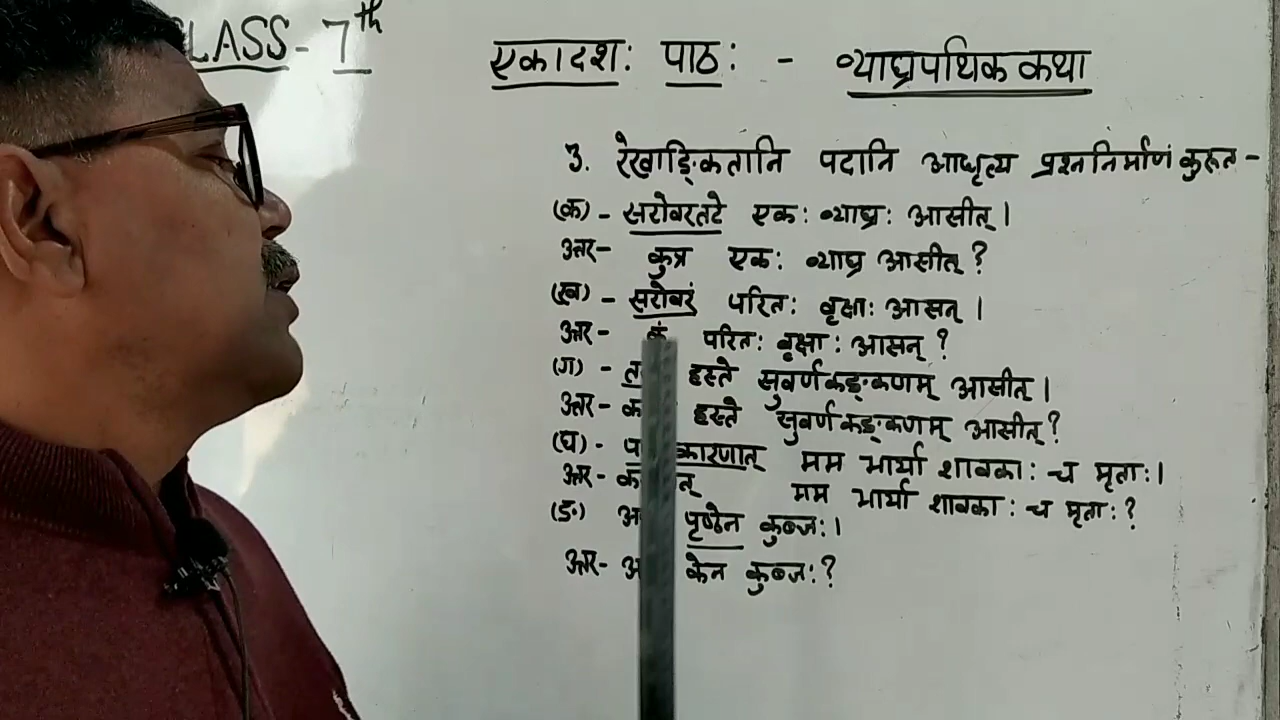 LASS - 7th
एकादशः पाठः - व्याघ्रपथिककथा
3. रेखाङ्कितानि पदानि आधृत्य प्रश्ननिर्माणं कुरूत -
(क) - सरोवरतटे एकः व्याघ्रः आसीत् ।
उत्तर- कुत्र एकः व्याघ्र आसीत् ?
(ख) - सरोवरं परितः वृक्षाः आसन् ।
उत्तर- परितः वृक्षाः आसन् ?
(ग) - हस्ते सुवर्णकङ्कणम् आसीत् ।
उत्तर- हस्ते सुवर्णकङ्कणम् आसीत् ?
(घ) - कारणात् मम भार्या शावकाः च मृताः ।
उत्तर- मम भार्या शावकाः च मृताः ?
(ङ) पृष्ठेन कुब्जः ।
उत्तर- केन कुब्जः ?